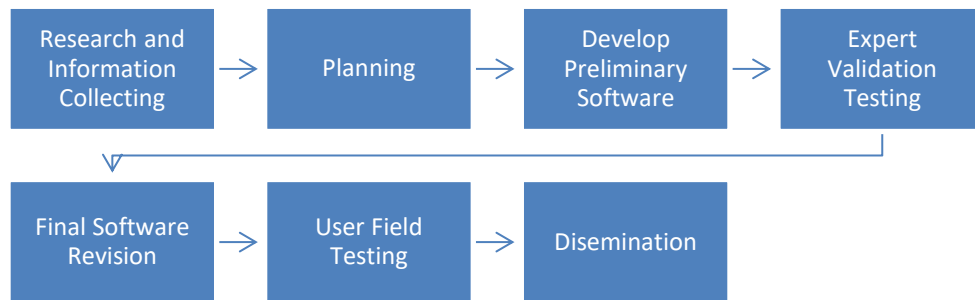 Research and
Information
Collecting
Planning
Develop
Preliminary
Software
Expert
Validation
Testing
Final Software
Revision
User Field
Testing
Disemination